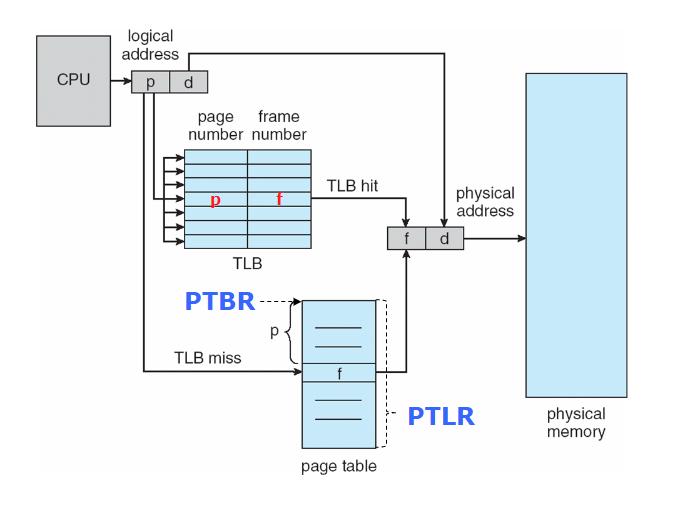 logical
address
CPU
p
d
page
number
frame
number
p
f
TLB hit
TLB
physical
address
f
d
PTBR
p
TLB miss
f
PTLR
page table
physical
memory